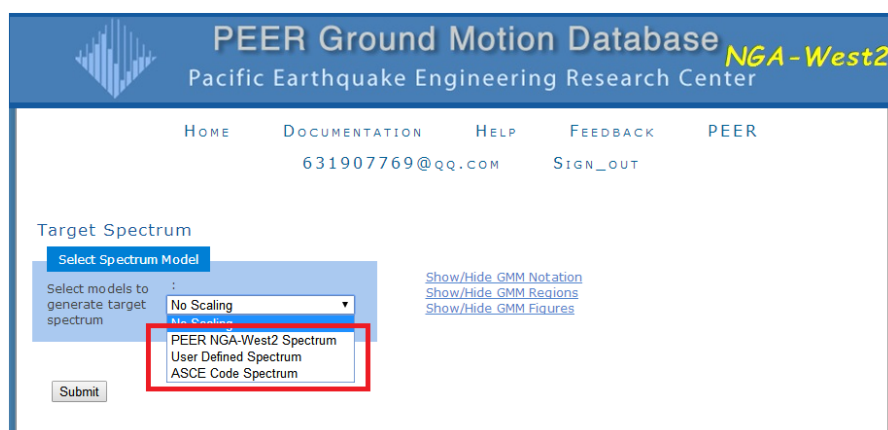 PEER Ground Motion Database
NGA-West2
Pacific Earthquake Engineering Research Center
HOME DOCUMENTATION HELP FEEDBACK PEER
631907769@QQ.COM SIGN_OUT
Target Spectrum
Select Spectrum Model
Select models to generate target spectrum
:
No Scaling
No Scaling
PEER NGA-West2 Spectrum
User Defined Spectrum
ASCE Code Spectrum
Show/Hide GMM Notation
Show/Hide GMM Regions
Show/Hide GMM Figures
Submit